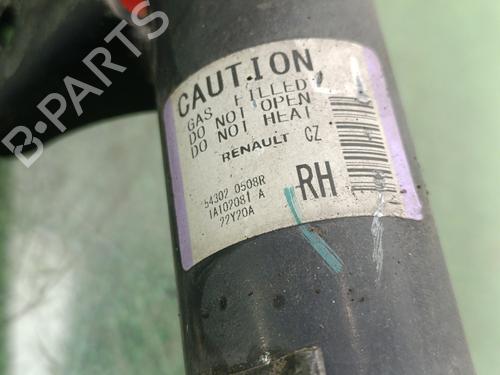 B-PARTS
CAUTION
GAS FILLED
DO NOT OPEN
DO NOT HEAT
RENAULT CZ
54302 0508R
1A102081 A
22Y20A
RH